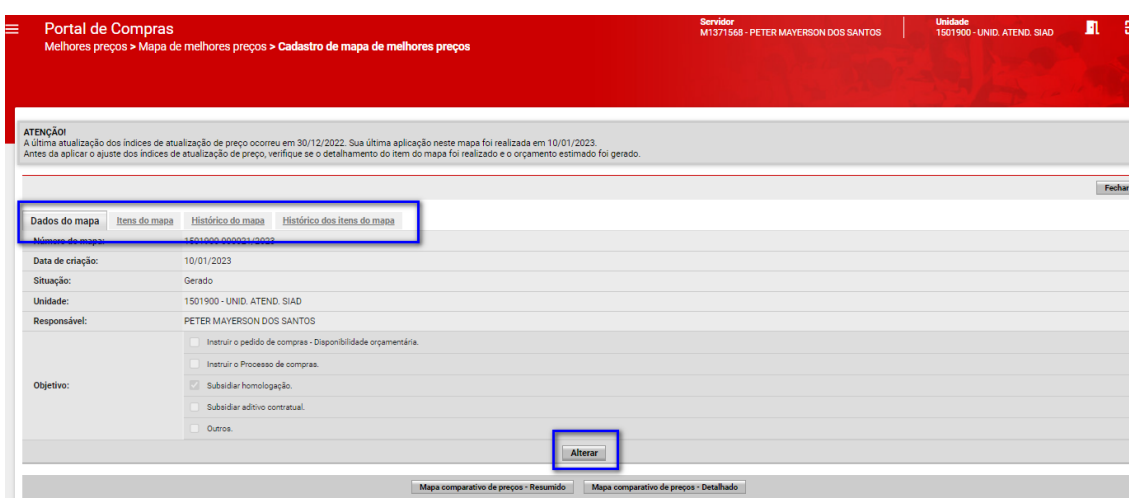 Portal de Compras
Melhores preços > Mapa de melhores preços > Cadastro de mapa de melhores preços
Servidor
M1371568 - PETER MAYERSON DOS SANTOS
Unidade
1501900 - UNID. ATEND. SIAD
ATENÇÃO!
A última atualização dos índices de atualização de preço ocorreu em 30/12/2022. Sua última aplicação neste mapa foi realizada em 10/01/2023.
Antes da aplicar o ajuste dos índices de atualização de preço, verifique se o detalhamento do item do mapa foi realizado e o orçamento estimado foi gerado.
Fechar
Dados do mapa Itens do mapa Histórico do mapa Histórico dos itens do mapa
Número do mapa: 1501900 000021/2023
Data de criação: 10/01/2023
Situação: Gerado
Unidade: 1501900 - UNID. ATEND. SIAD
Responsável: PETER MAYERSON DOS SANTOS
Objetivo:
Instruir o pedido de compras - Disponibilidade orçamentária.
Instruir o Processo de compras.
Subsidiar homologação.
Subsidiar aditivo contratual.
Outros.
Alterar
Mapa comparativo de preços - Resumido Mapa comparativo de preços - Detalhado